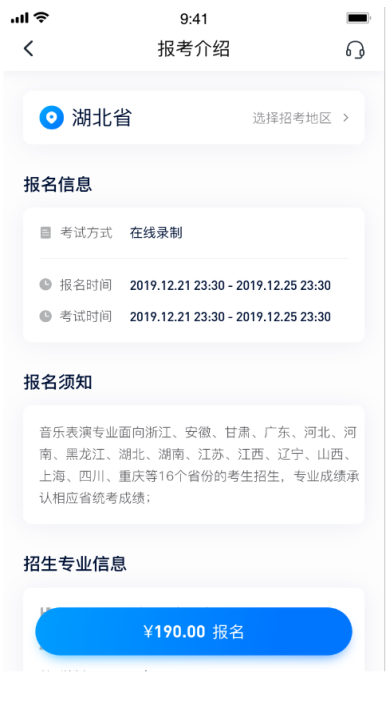 9:41
报考介绍
湖北省
选择招考地区
报名信息
考试方式 在线录制
报名时间 2019.12.21 23:30 - 2019.12.25 23:30
考试时间 2019.12.21 23:30 - 2019.12.25 23:30
报名须知
音乐表演专业面向浙江、安徽、甘肃、广东、河北、河
南、黑龙江、湖北、湖南、江苏、江西、辽宁、山西、
上海、四川、重庆等16个省份的考生招生，专业成绩承
认相应省统考成绩；
招生专业信息
¥190.00 报名